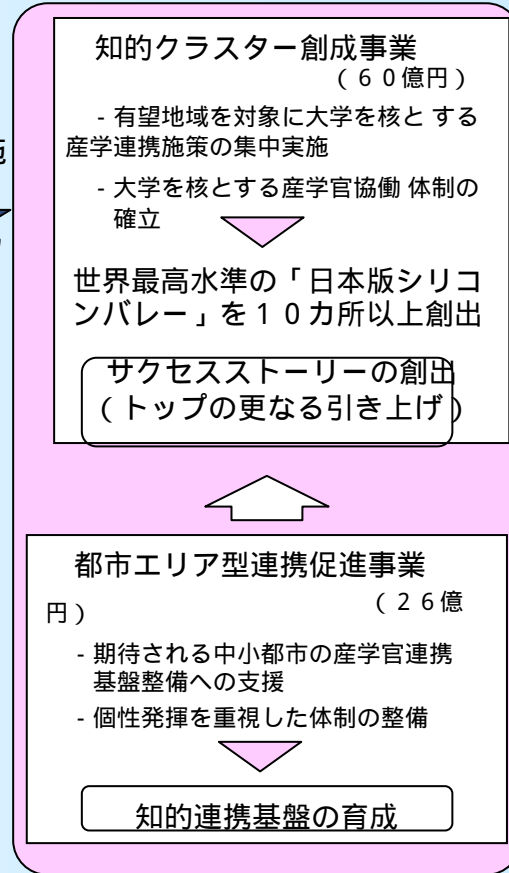 知的クラスター創成事業
（６０億円）
- 有望地域を対象に大学を核と する
産学連携施策の集中実施
- 大学を核とする産学官協働 体制の
確立
世界最高水準の「日本版シリコ
ンバレー」を１０カ所以上創出
サクセスストーリーの創出
（トップの更なる引き上げ）
都市エリア型連携促進事業
（２６億
円）
- 期待される中小都市の産学官連携
基盤整備への支援
- 個性発揮を重視した体制の整備
知的連携基盤の育成